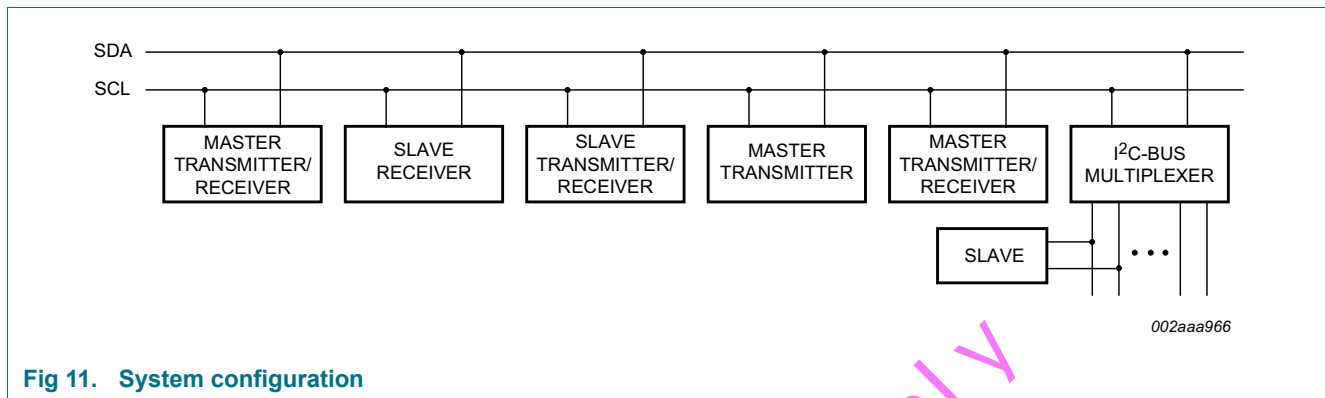 SDA
SCL
MASTER
TRANSMITTER/
RECEIVER
SLAVE
RECEIVER
SLAVE
TRANSMITTER/
RECEIVER
MASTER
TRANSMITTER
MASTER
TRANSMITTER/
RECEIVER
I²C-BUS
MULTIPLEXER
SLAVE
002aaa966
Fig 11. System configuration